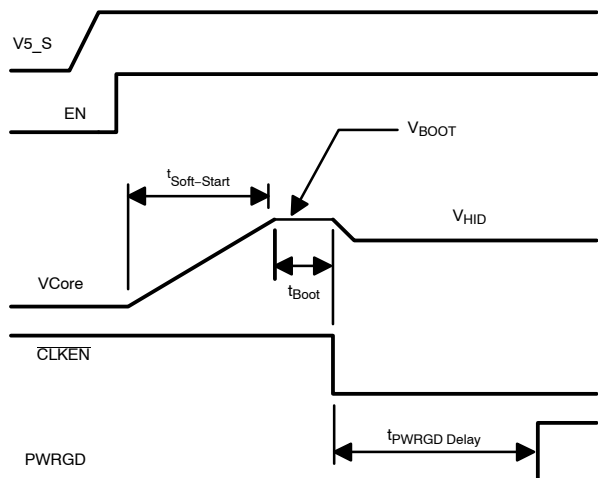 V5_S
EN
V_BOOT
t_Soft–Start
V_HID
VCore
t_Boot
CLKEN
t_PWRGD Delay
PWRGD